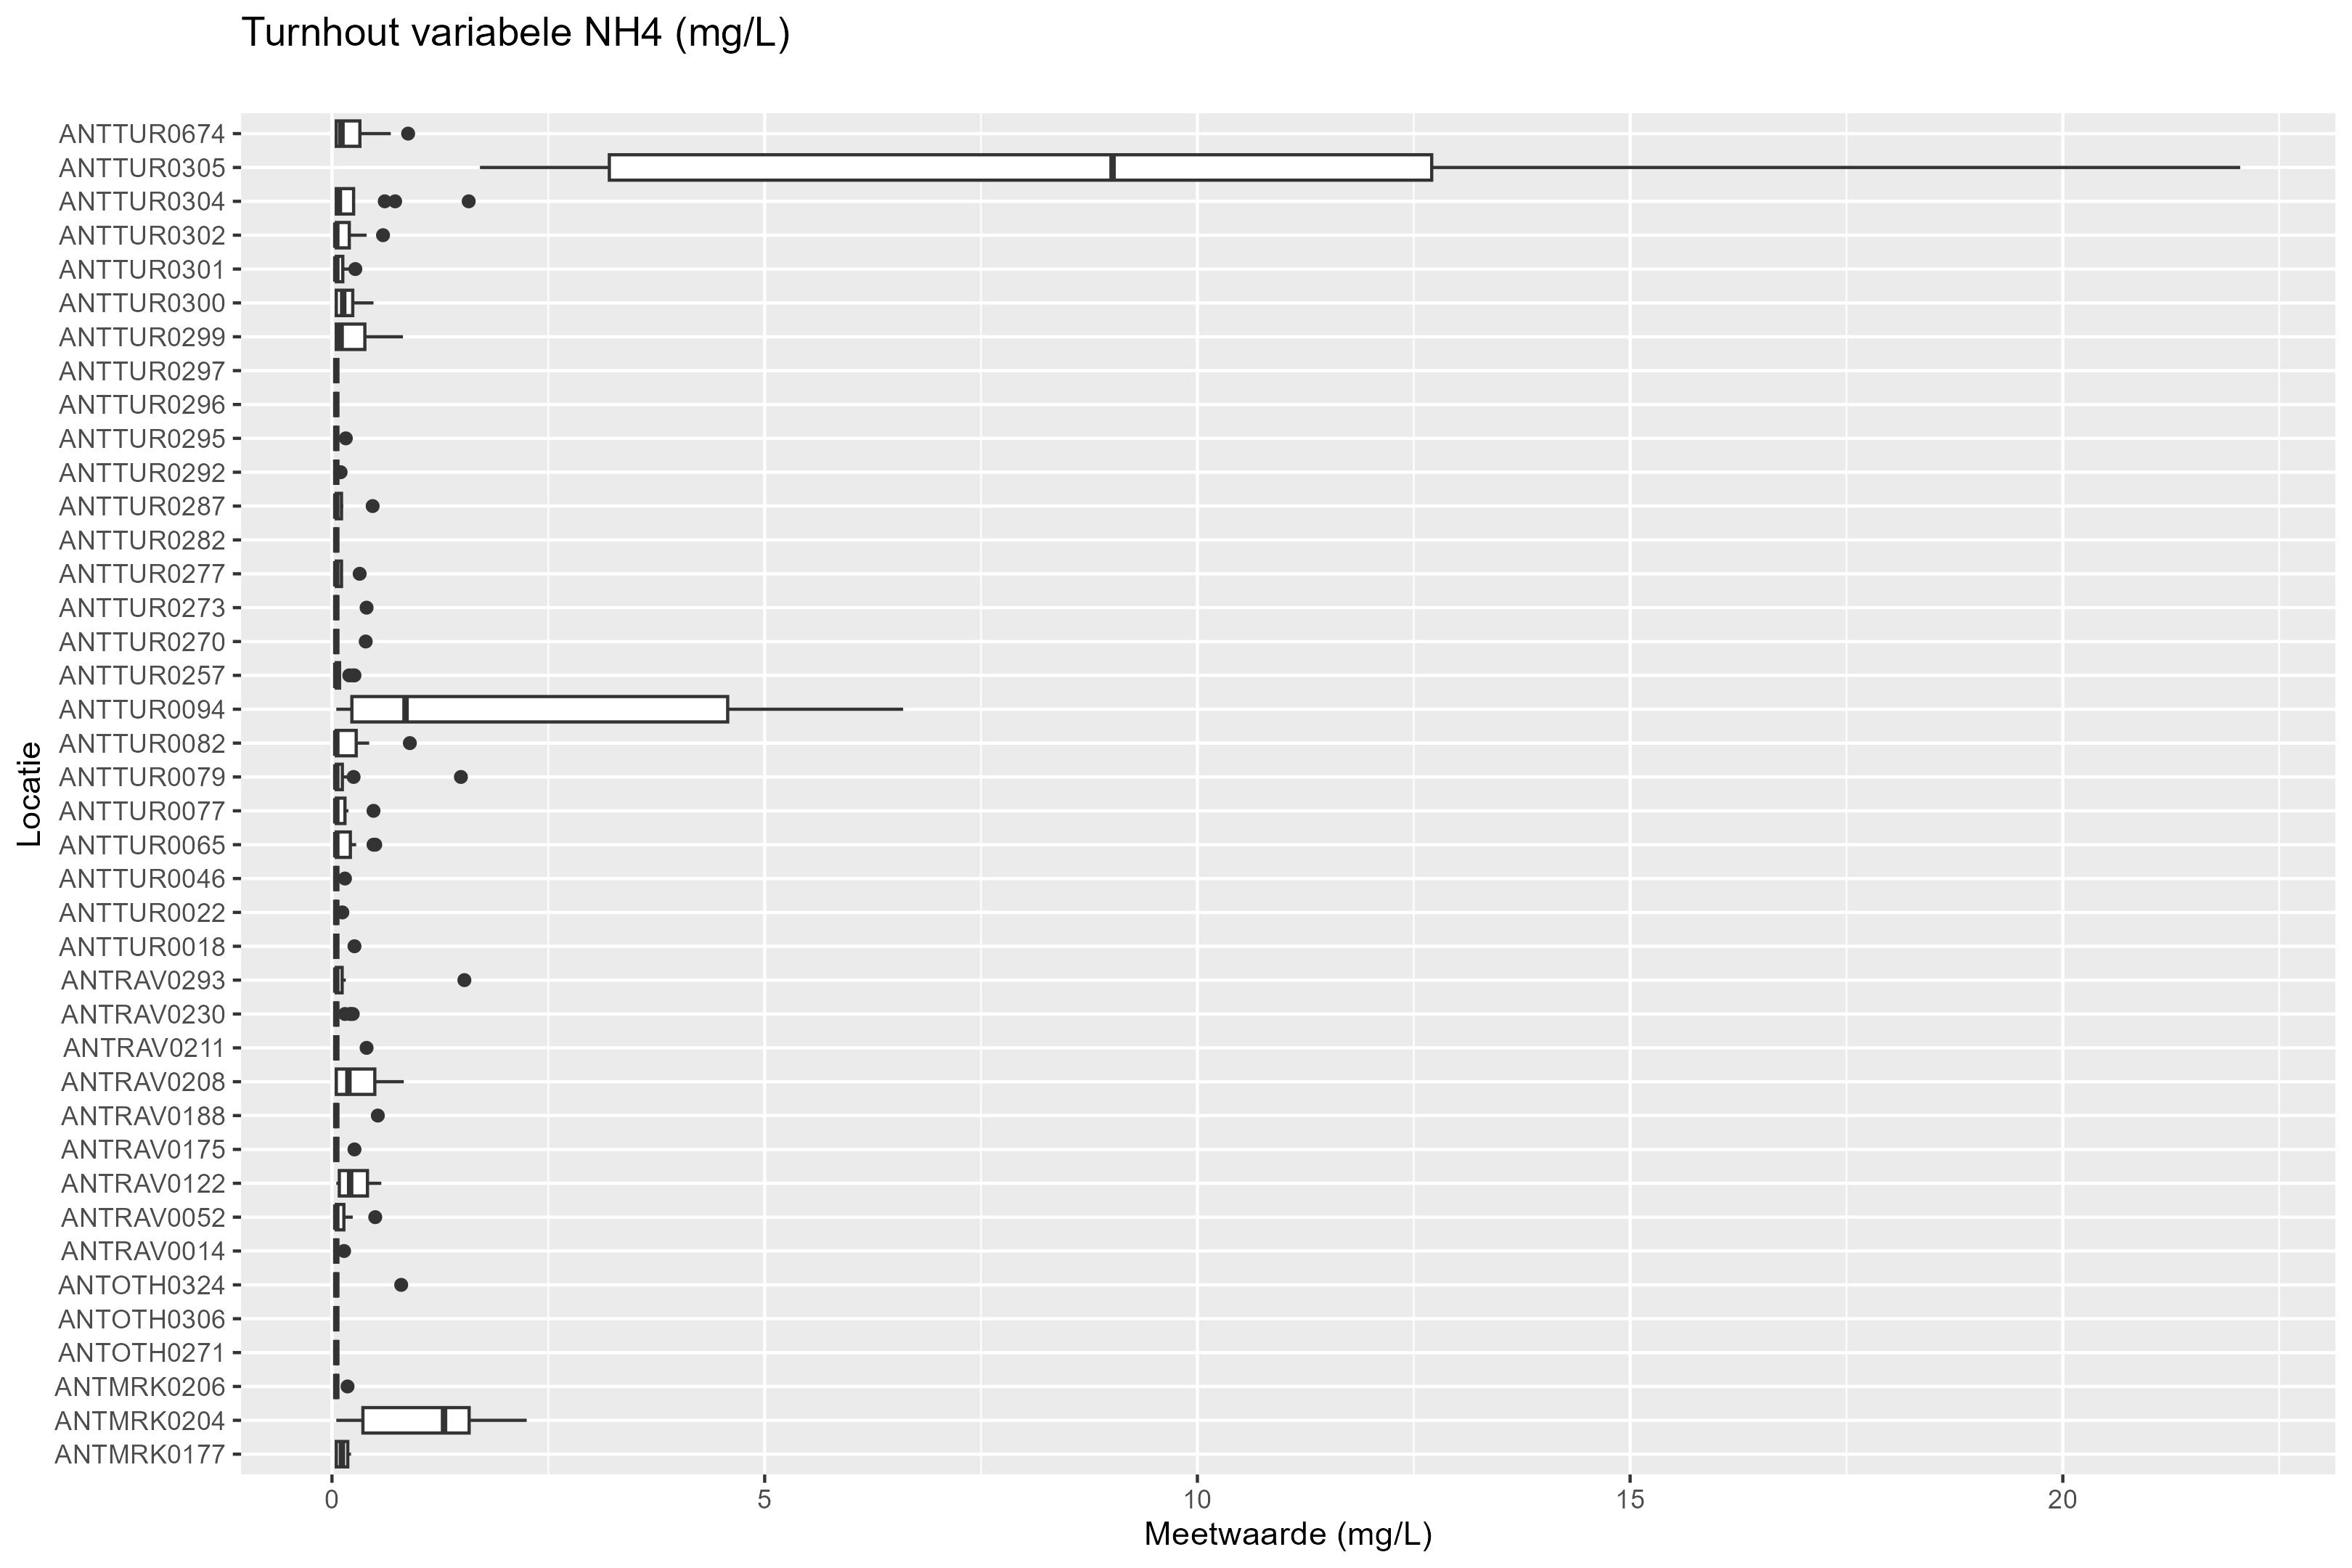 Turnhout variabele NH4 (mg/L)
ANTTUR0674
ANTTUR0305
ANTTUR0304
ANTTUR0302
ANTTUR0301
ANTTUR0300
ANTTUR0299
ANTTUR0297
ANTTUR0296
ANTTUR0295
ANTTUR0292
ANTTUR0287
ANTTUR0282
ANTTUR0277
ANTTUR0273
ANTTUR0270
ANTTUR0257
ANTTUR0094
ANTTUR0082
ANTTUR0079
ANTTUR0077
ANTTUR0065
ANTTUR0046
ANTTUR0022
ANTTUR0018
ANTRAV0293
ANTRAV0230
ANTRAV0211
ANTRAV0208
ANTRAV0188
ANTRAV0175
ANTRAV0122
ANTRAV0052
ANTRAV0014
ANTOTH0324
ANTOTH0306
ANTOTH0271
ANTMRK0206
ANTMRK0204
ANTMRK0177
Locatie
0 5 10 15 20
Meetwaarde (mg/L)